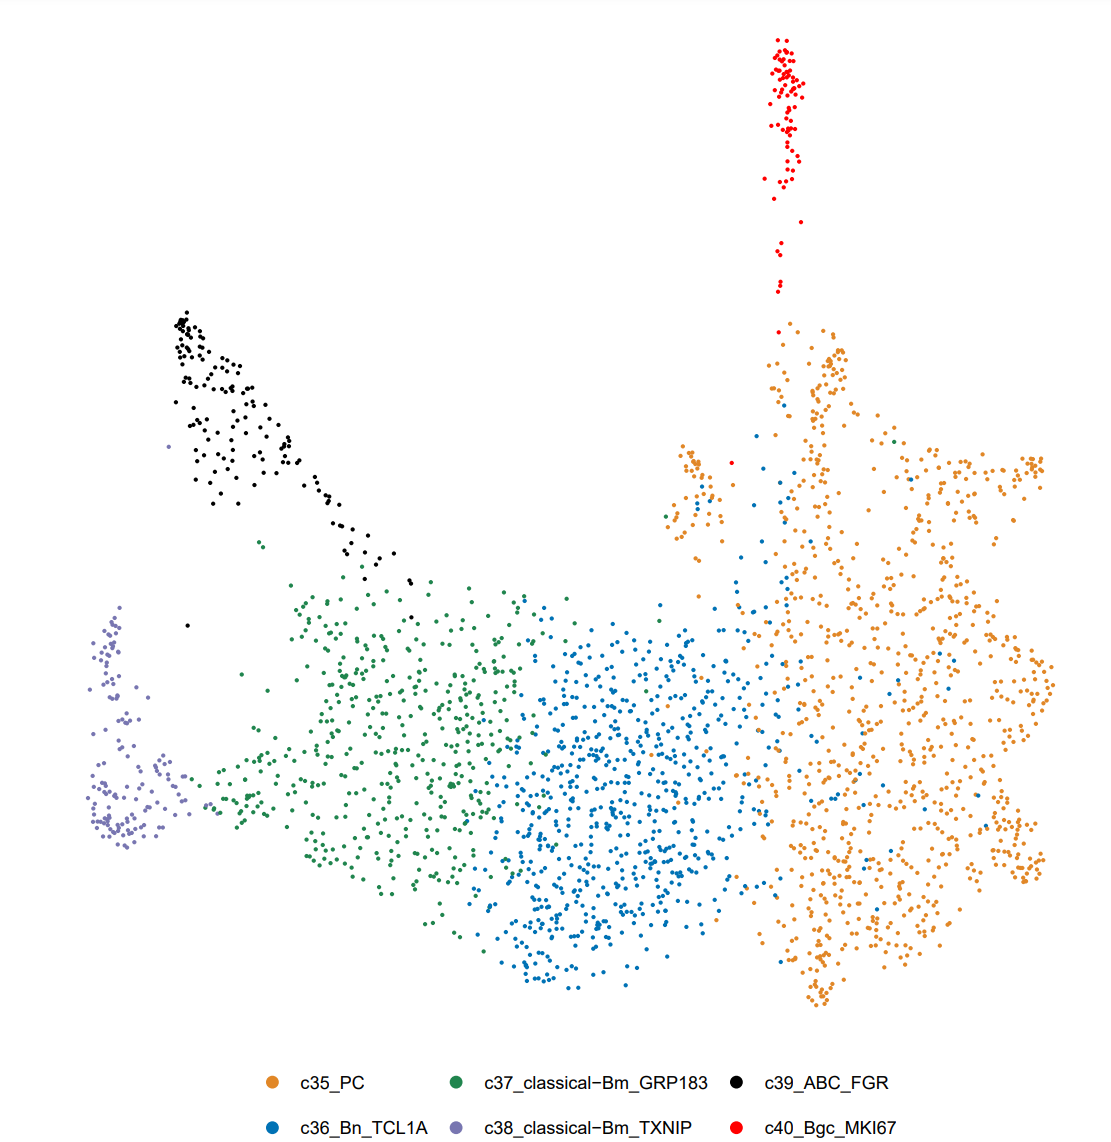 c35_PC c37_classical−Bm_GRP183 c39_ABC_FGR
c36_Bn_TCL1A c38_classical−Bm_TXNIP c40_Bgc_MKI67